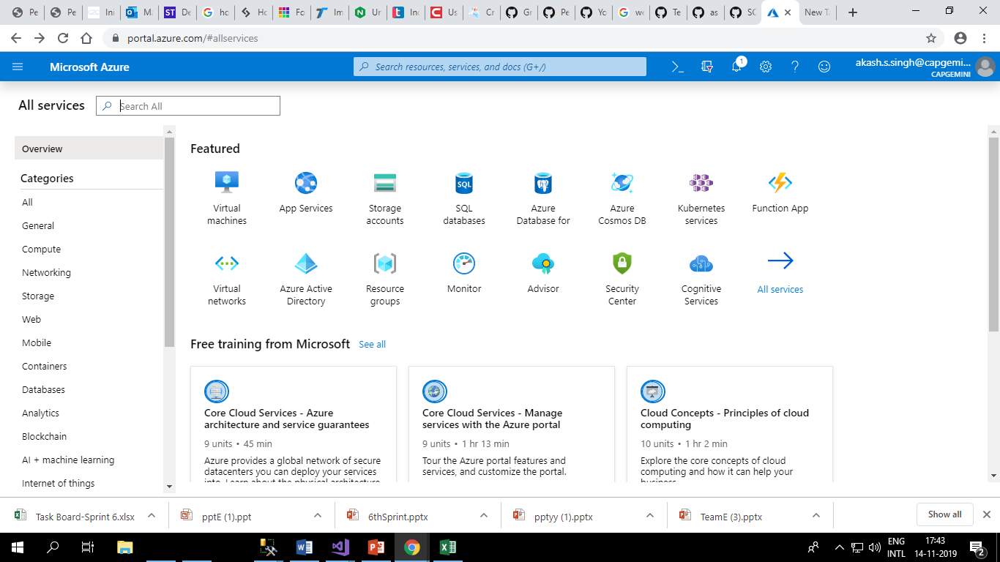 Pe
Pe
Ini
M
De
ho
Ho
Fo
Im
Ur
Inc
Us
Cr
Gr
Pe
Yo
we
Te
as
SC
New T
portal.azure.com/#allservices
Microsoft Azure
Search resources, services, and docs (G+/)
1
akash.s.singh@capgemi...
CAPGEMINI
All services
Search All
Overview
Categories
All
General
Compute
Networking
Storage
Web
Mobile
Containers
Databases
Analytics
Blockchain
AI + machine learning
Internet of things
Featured
Virtual
machines
App Services
Storage
accounts
SQL
SQL
databases
Azure
Database for
Azure
Cosmos DB
Kubernetes
services
Function App
Virtual
networks
Azure Active
Directory
Resource
groups
Monitor
Advisor
Security
Center
Cognitive
Services
All services
Free training from Microsoft See all
Core Cloud Services - Azure
architecture and service guarantees
9 units • 45 min
Azure provides a global network of secure
datacenters you can deploy your services
into. Learn about the physical architecture
Core Cloud Services - Manage
services with the Azure portal
9 units • 1 hr 13 min
Tour the Azure portal features and
services, and customize the portal.
Cloud Concepts - Principles of cloud
computing
10 units • 1 hr 2 min
Explore the core concepts of cloud
computing and how it can help your
business.
Task Board-Sprint 6.xlsx
pptE (1).ppt
6thSprint.pptx
pptyy (1).pptx
TeamE (3).pptx
Show all
ENG
INTL
17:43
14-11-2019
2